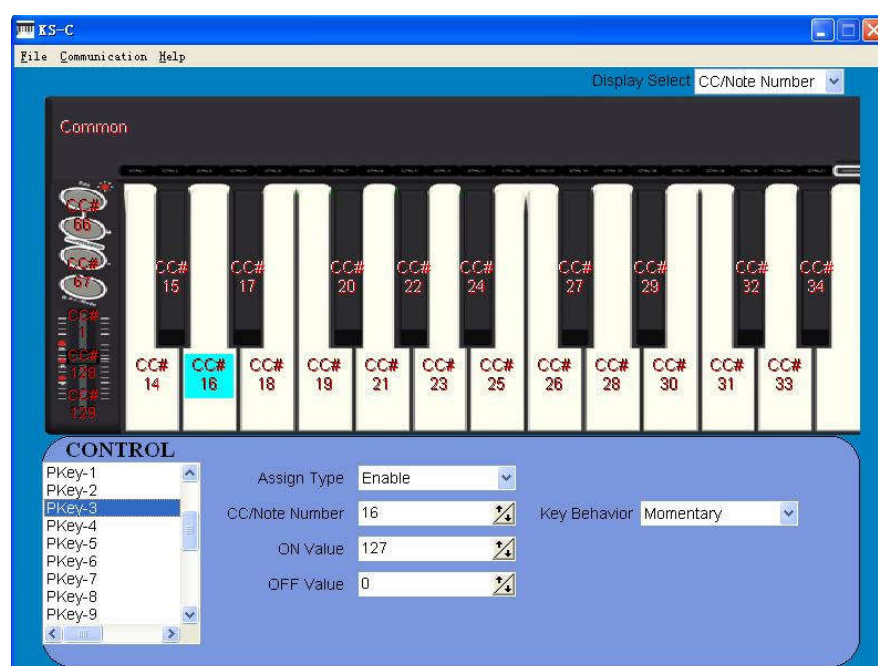 KS-C
File Communication Help
Display Select CC/Note Number
Common
CC#
66
CC#
67
CC#
1
CC#
128
CC#
129
CC# CC# CC# CC# CC# CC# CC# CC# CC#
15 17 20 22 24 27 29 32 34
CC# CC# CC# CC# CC# CC# CC# CC# CC# CC# CC# CC#
14 16 18 19 21 23 25 26 28 30 31 33
CONTROL
PKey-1
PKey-2
PKey-3
PKey-4
PKey-5
PKey-6
PKey-7
PKey-8
PKey-9
Assign Type Enable
CC/Note Number 16
Key Behavior Momentary
ON Value 127
OFF Value 0